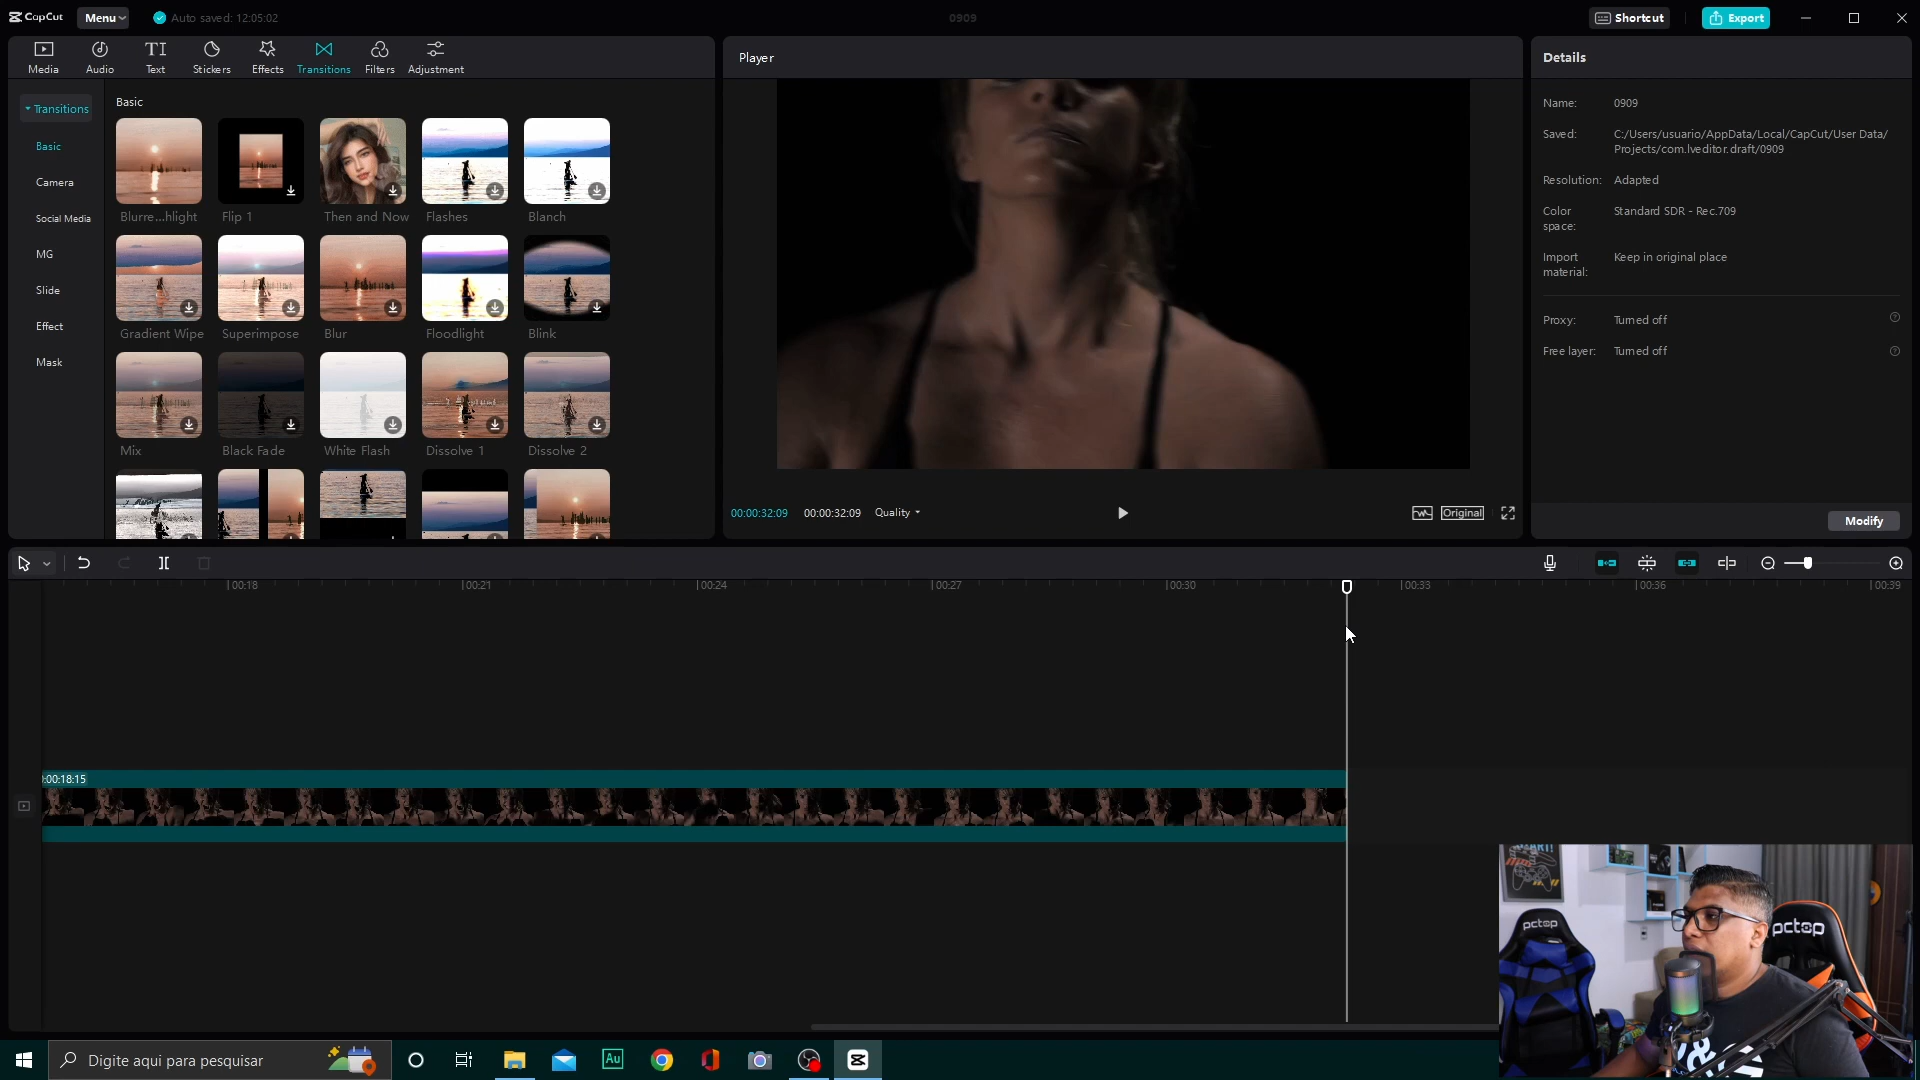 CapCut
Menu
Auto saved: 12:05:02
0909
Shortcut
Export
Media
Audio
Text
Stickers
Effects
Transitions
Filters
Adjustment
Player
Details
Transitions
Basic
Camera
Social Media
MG
Slide
Effect
Mask
Basic
Blurre...hlight
Flip 1
Then and Now
Flashes
Blanch
Gradient Wipe
Superimpose
Blur
Floodlight
Blink
Mix
Black Fade
White Flash
Dissolve 1
Dissolve 2
Name: 0909
Saved: C:/Users/usuario/AppData/Local/CapCut/User Data/
Projects/com.lveditor.draft/0909
Resolution: Adapted
Color space: Standard SDR - Rec.709
Import material: Keep in original place
Proxy: Turned off
Free layer: Turned off
Modify
00:00:32:09
00:00:32:09
Quality
Original
00:18
00:21
00:24
00:27
00:30
00:33
00:36
00:39
:00:18:15
pctop
pctop
Digite aqui para pesquisar
Au